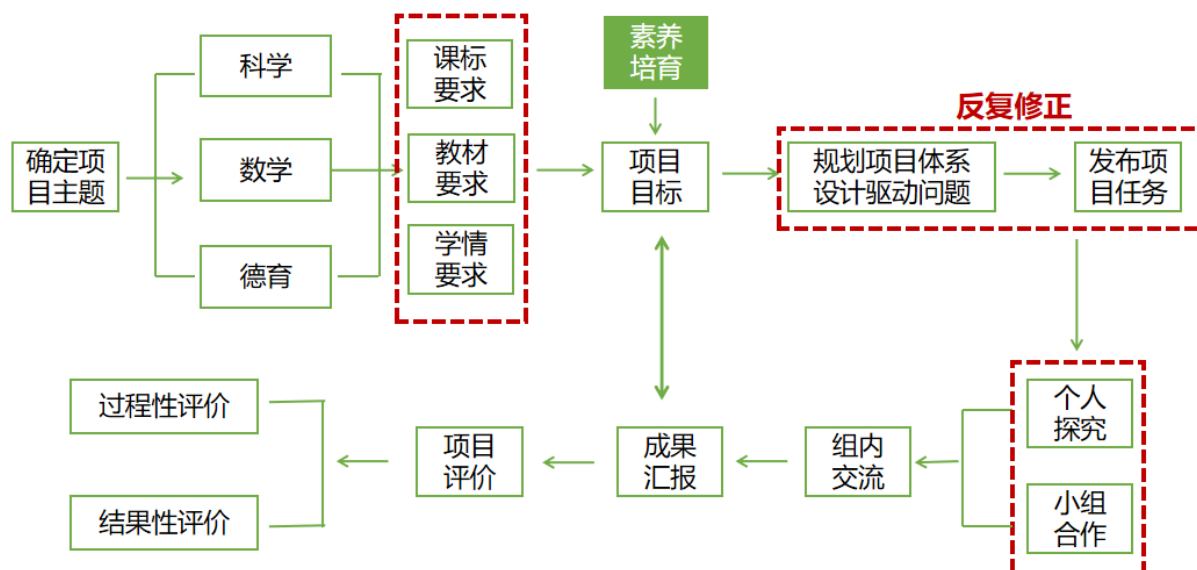 素养
培育
科学
课标
要求
反复修正
确定项
目主题
数学
教材
要求
项目
目标
规划项目体系
设计驱动问题
发布项
目任务
德育
学情
要求
过程性评价
个人
探究
项目
评价
成果
汇报
组内
交流
结果性评价
小组
合作